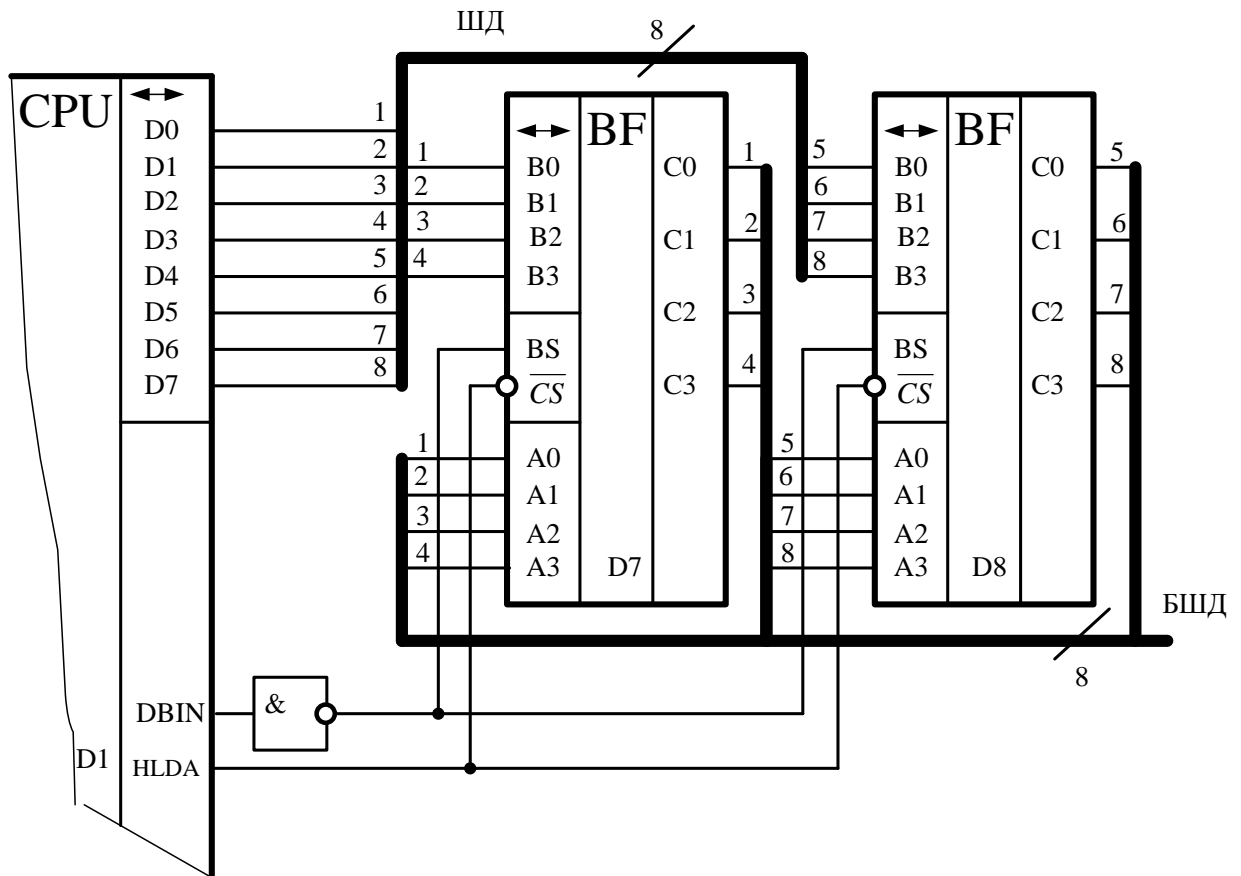 ШД
8
CPU
D0
D1
D2
D3
D4
D5
D6
D7
1
2
3
4
5
6
7
8
DBIN
HLDA
D1
&
1
2
3
4
B0
B1
B2
B3
BS
CS
1
2
3
4
A0
A1
A2
A3
BF
D7
C0
C1
C2
C3
1
2
3
4
5
6
7
8
B0
B1
B2
B3
BS
CS
5
6
7
8
A0
A1
A2
A3
BF
D8
C0
C1
C2
C3
5
6
7
8
БШД
8